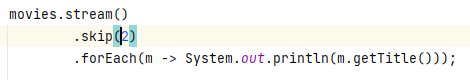 movies.stream()
.skip(2)
.forEach(m -> System.out.println(m.getTitle()));